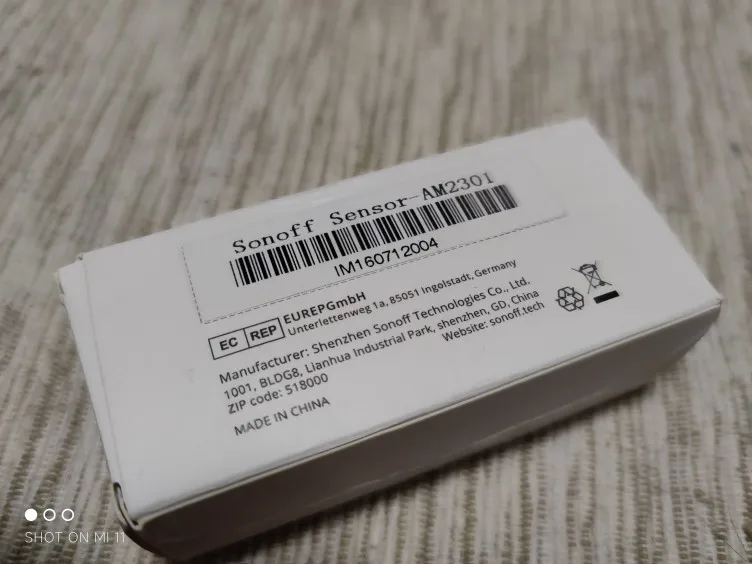 Sonoff Sensor-AM2301
IM160712004
EC REP
EUREPGmbH
Unterlettenweg 1a, 85051 Ingolstadt, Germany
Manufacturer: Shenzhen Sonoff Technologies Co., Ltd.
1001, BLDG8, Lianhua Industrial Park, shenzhen, GD, China
ZIP code: 518000
Website: sonoff.tech
MADE IN CHINA
SHOT ON MI 11